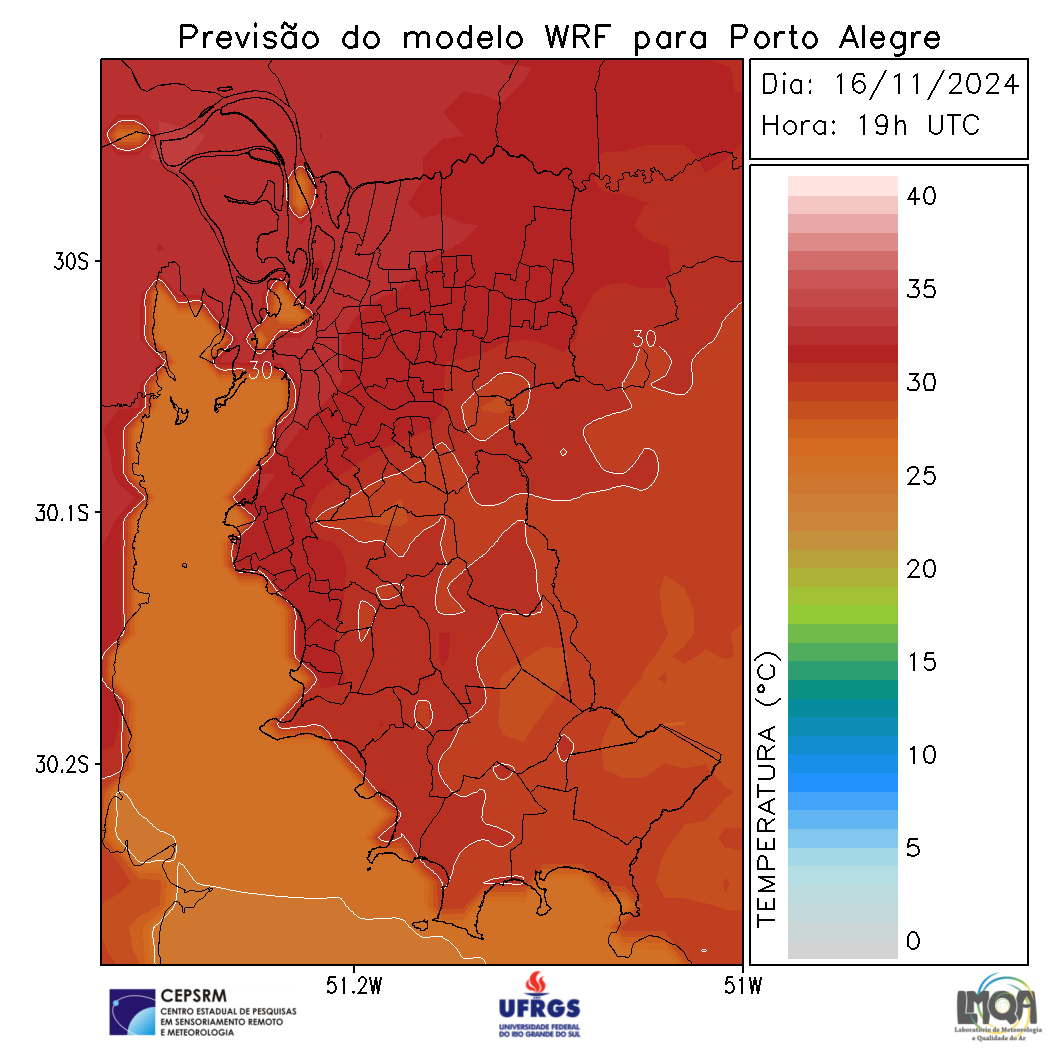 Previsão do modelo WRF para Porto Alegre
Dia: 16/11/2024
Hora: 19h UTC
40
35
30
25
20
15
10
5
0
TEMPERATURA (°C)
30S
30.1S
30.2S
51.2W
51W
30
30
CEPSRM
CENTRO ESTADUAL DE PESQUISAS
EM SENSORIAMENTO REMOTO
E METEOROLOGIA
UFRGS
UNIVERSIDADE FEDERAL
DO RIO GRANDE DO SUL
LMQA
Laboratório de Meteorologia
e Qualidade do Ar